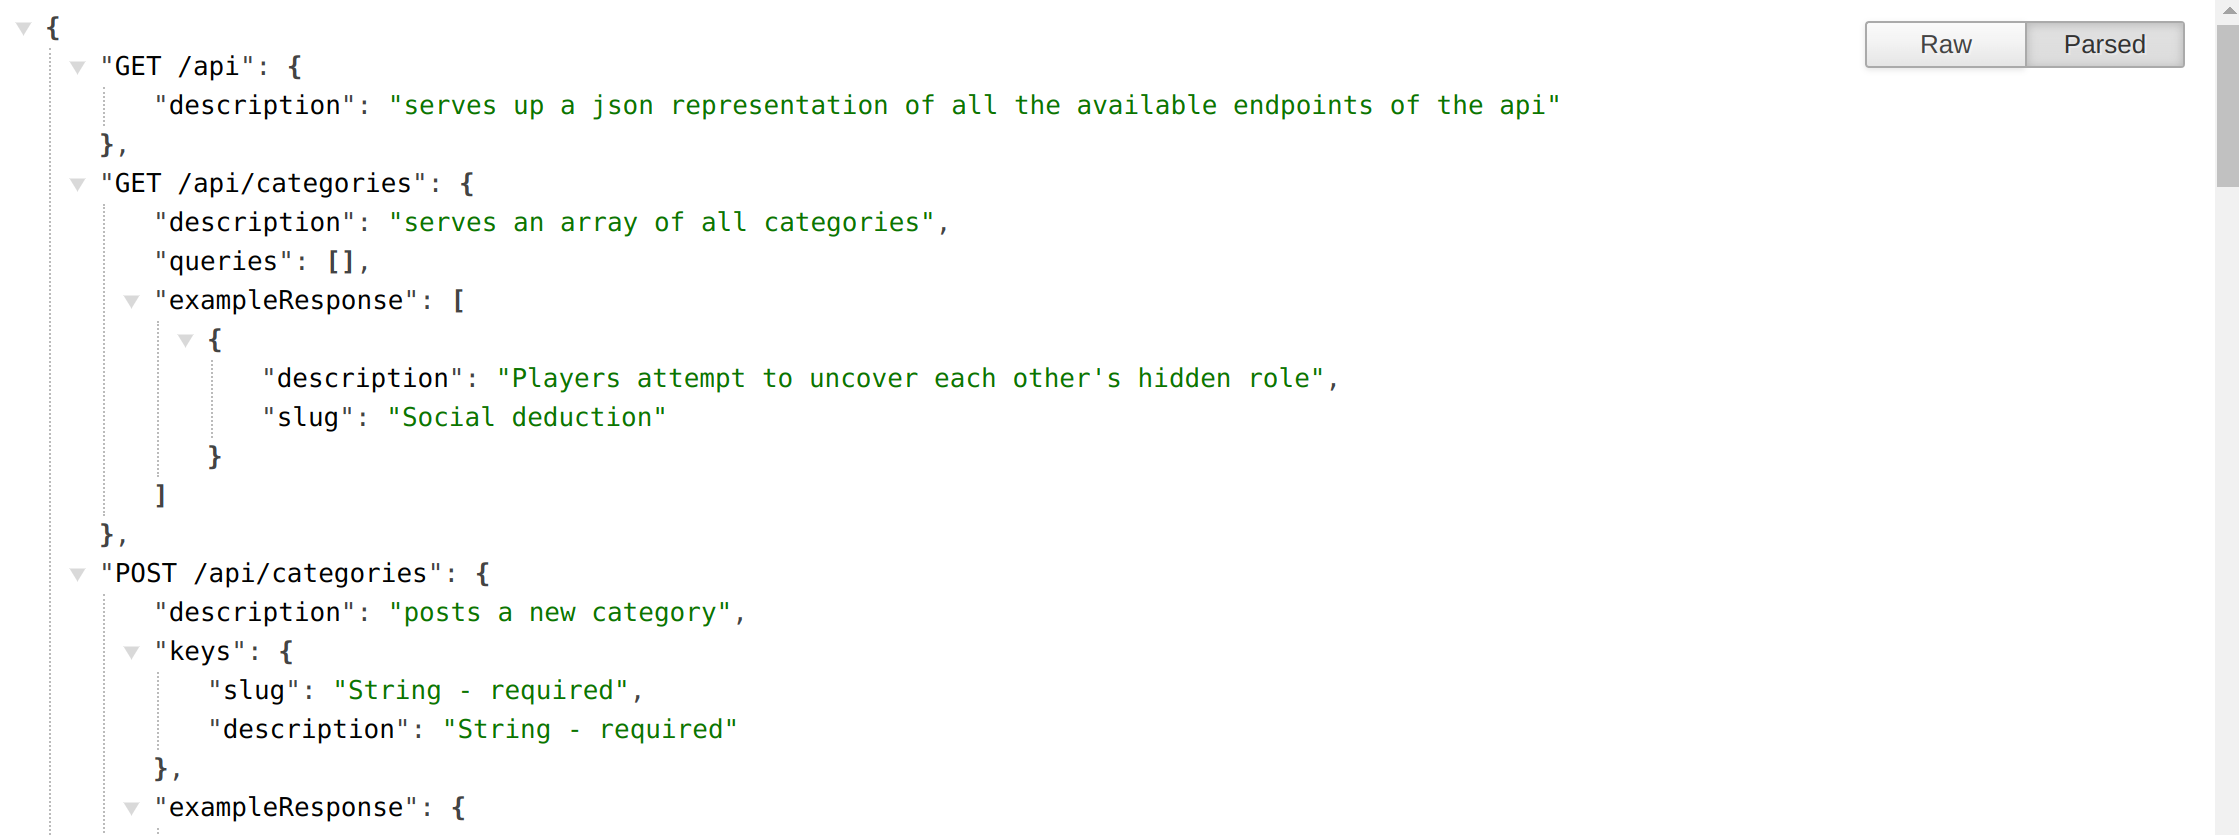 {
Raw Parsed
"GET /api": {
"description": "serves up a json representation of all the available endpoints of the api"
},
"GET /api/categories": {
"description": "serves an array of all categories",
"queries": [],
"exampleResponse": [
{
"description": "Players attempt to uncover each other's hidden role",
"slug": "Social deduction"
}
]
},
"POST /api/categories": {
"description": "posts a new category",
"keys": {
"slug": "String - required",
"description": "String - required"
},
"exampleResponse": {